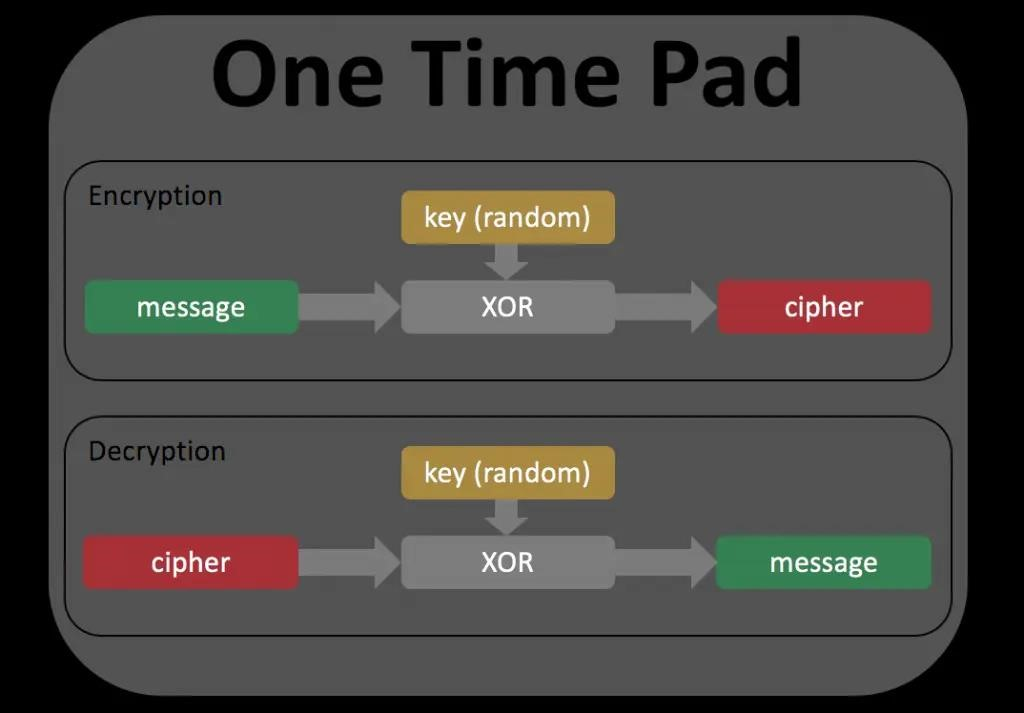 One Time Pad
Encryption
key (random)
message
XOR
cipher
Decryption
key (random)
cipher
XOR
message